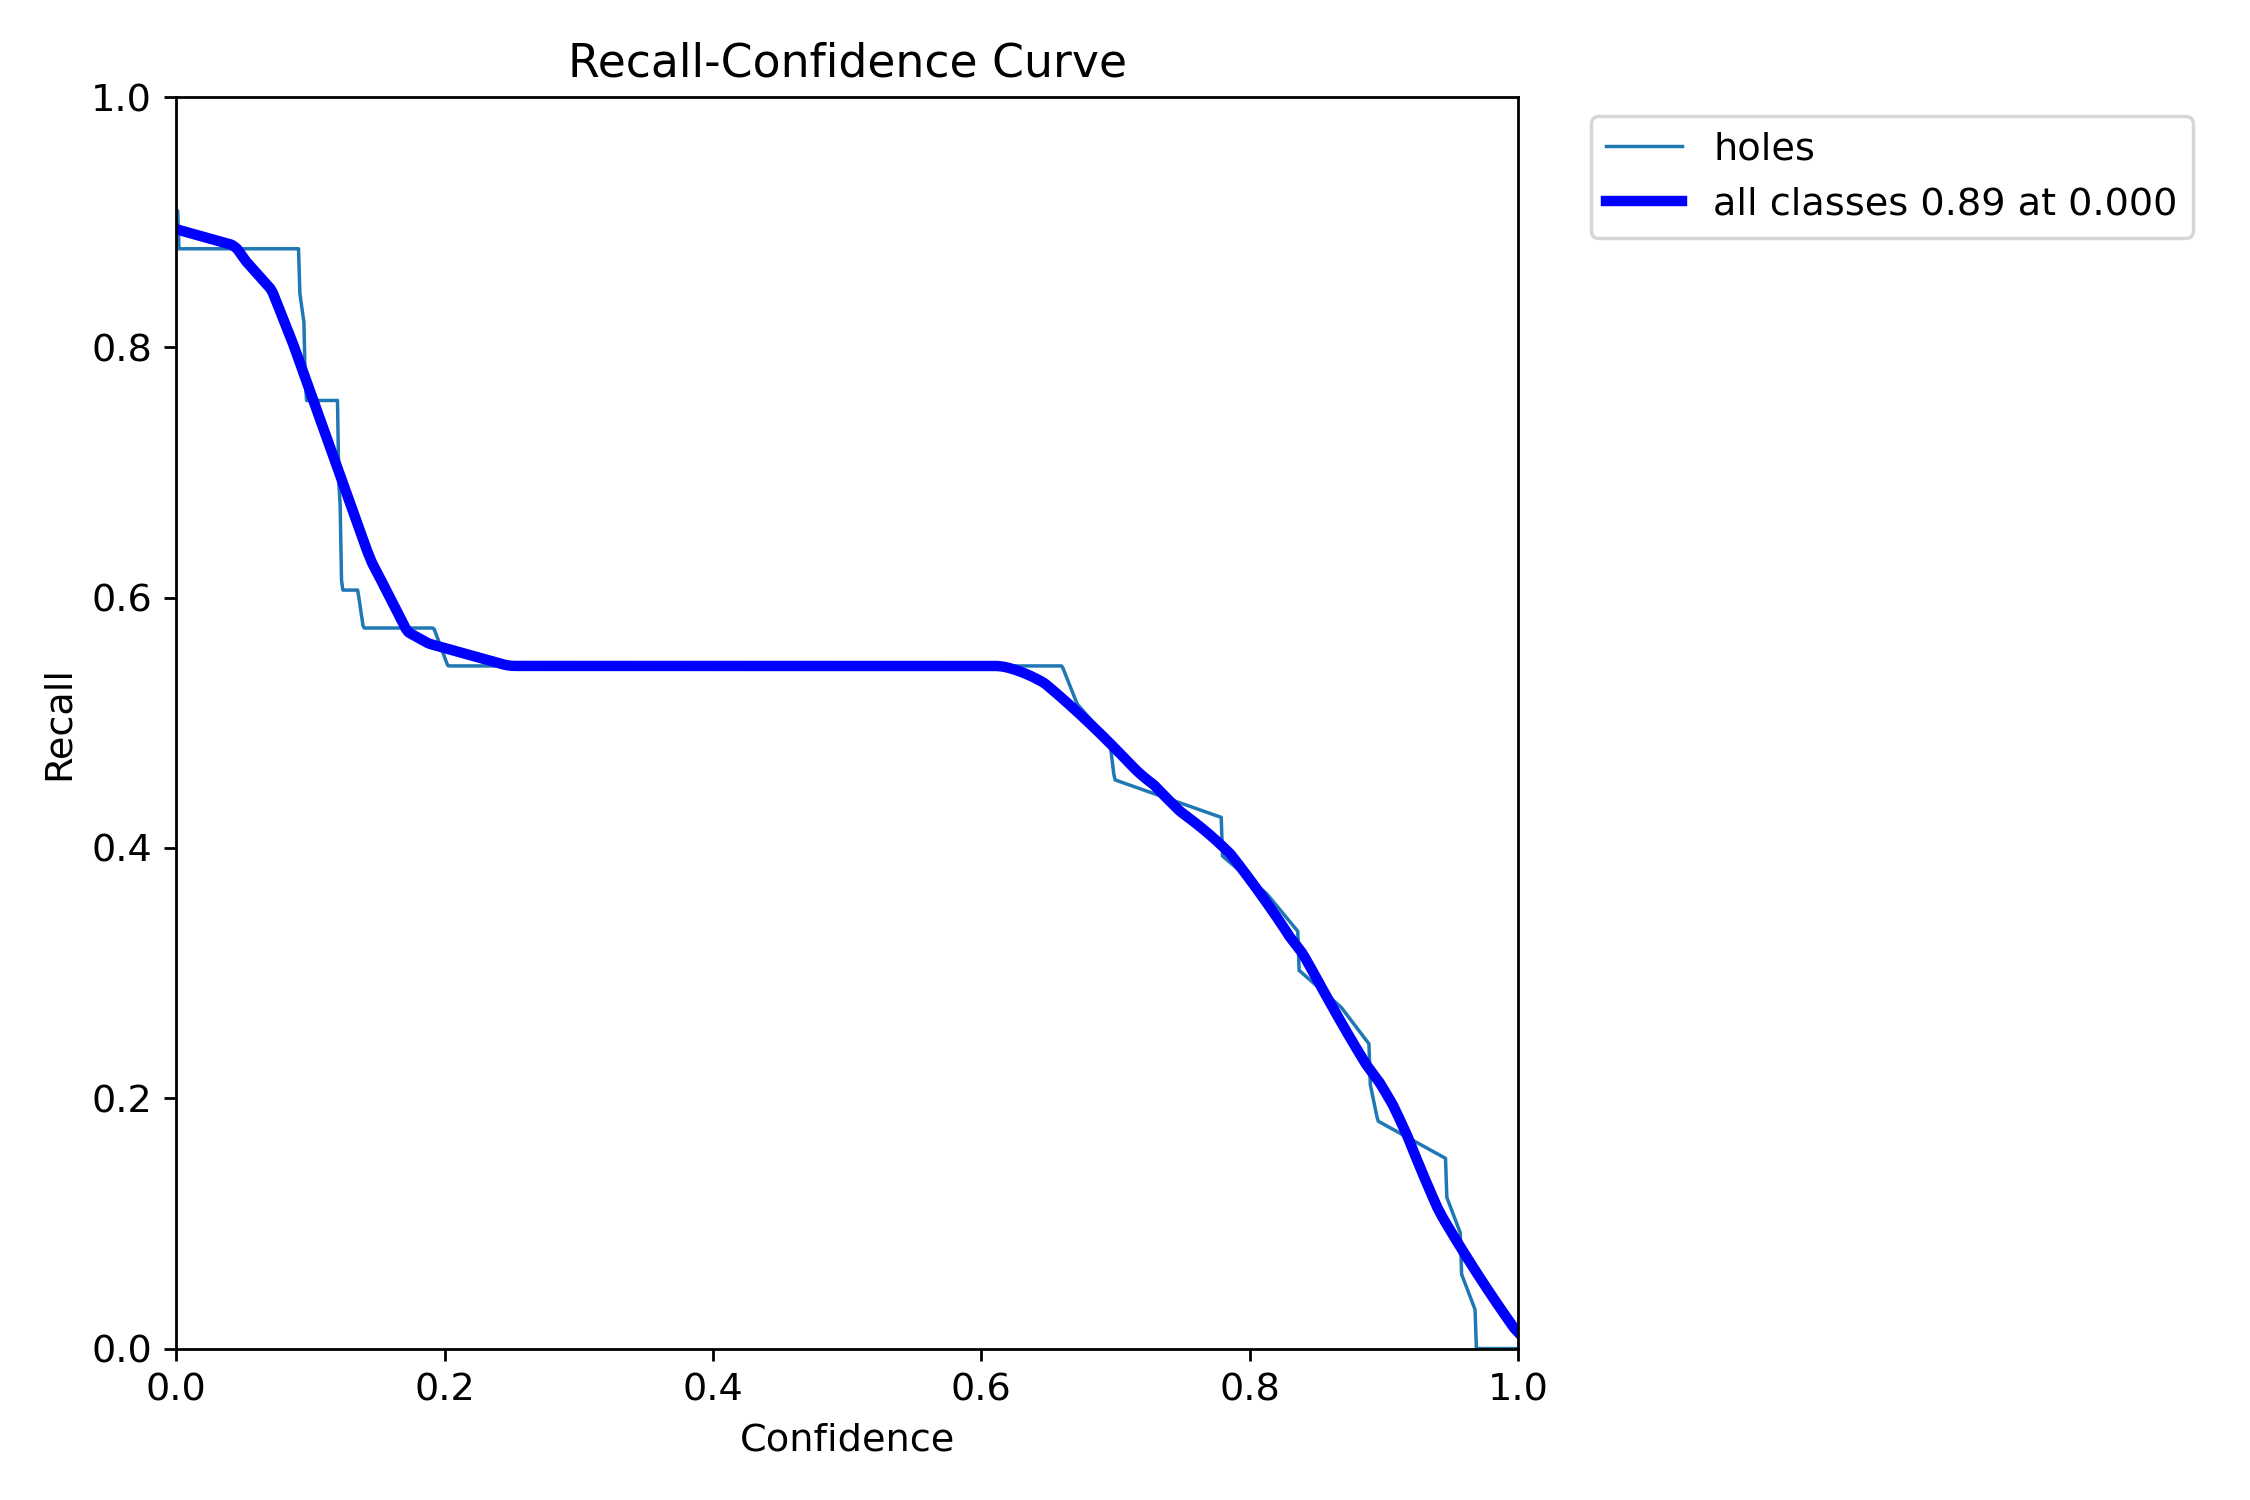 Recall-Confidence Curve
holes
all classes 0.89 at 0.000
1.0
0.8
0.6
0.4
0.2
0.0
Recall
0.0 0.2 0.4 0.6 0.8 1.0
Confidence